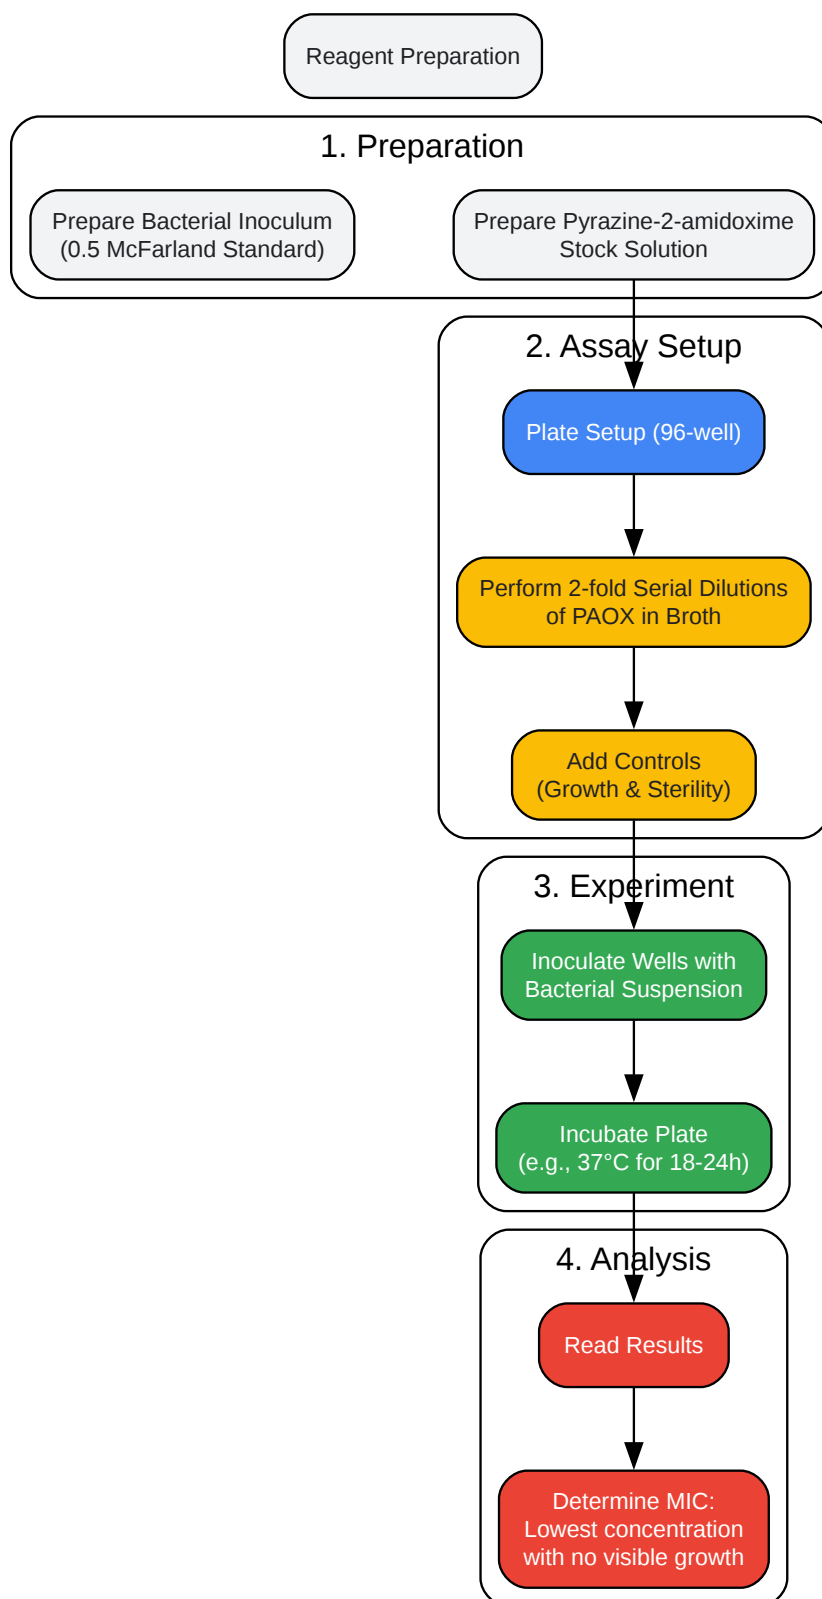 Reagent Preparation
1. Preparation
Prepare Bacterial Inoculum
(0.5 McFarland Standard)
Prepare Pyrazine-2-amidoxime
Stock Solution
2. Assay Setup
Plate Setup (96-well)
Perform 2-fold Serial Dilutions
of PAOX in Broth
Add Controls
(Growth & Sterility)
3. Experiment
Inoculate Wells with
Bacterial Suspension
Incubate Plate
(e.g., 37°C for 18-24h)
4. Analysis
Read Results
Determine MIC:
Lowest concentration
with no visible growth